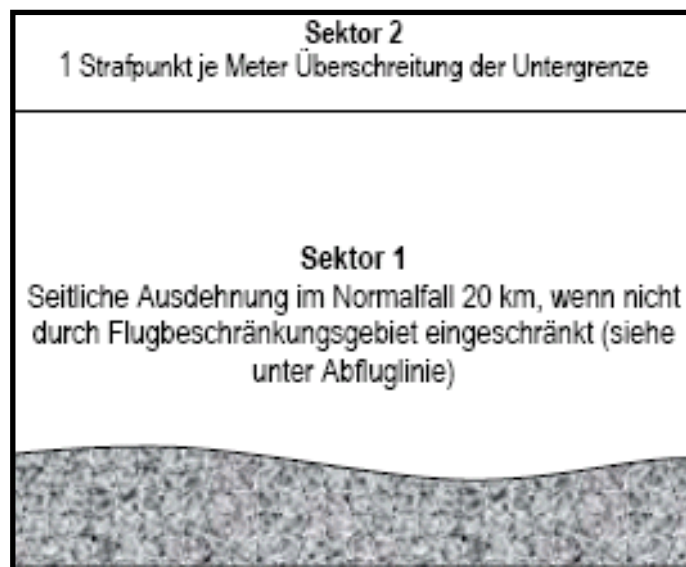 Sektor 2
1 Strafpunkt je Meter Überschreitung der Untergrenze
Sektor 1
Seitliche Ausdehnung im Normalfall 20 km, wenn nicht
durch Flugbeschränkungsgebiet eingeschränkt (siehe
unter Abfluglinie)